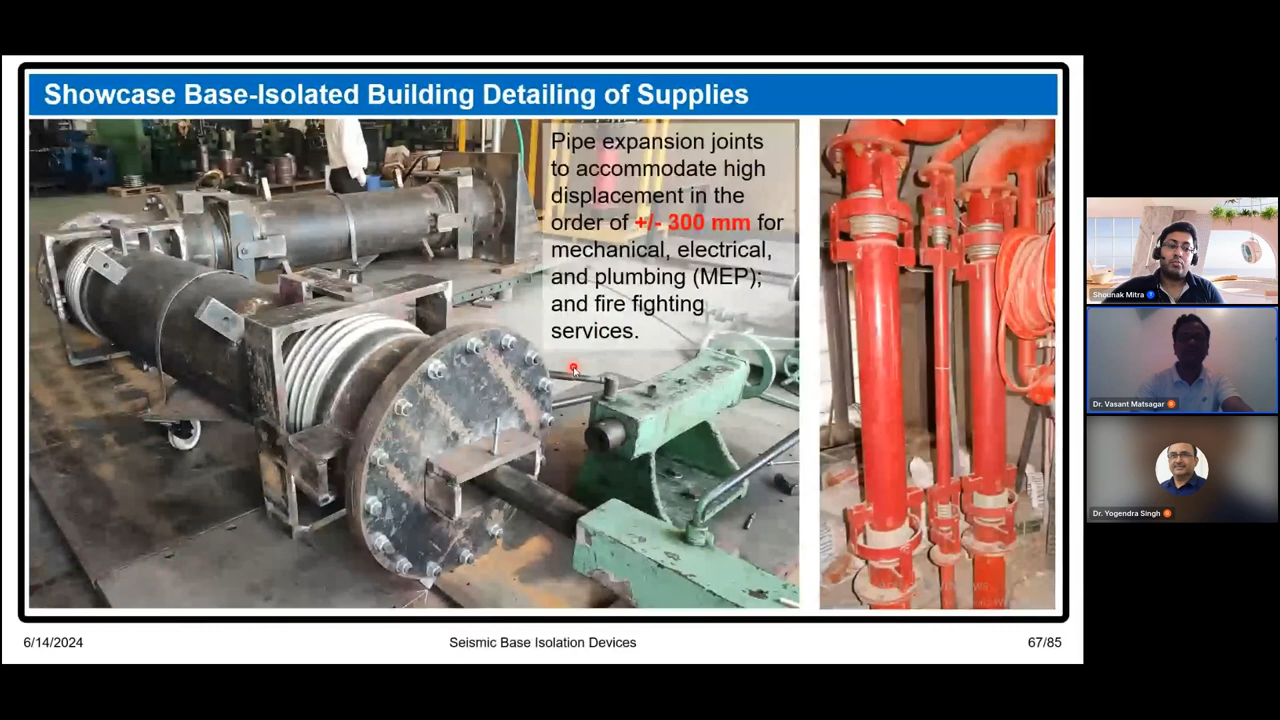 Showcase Base-Isolated Building Detailing of Supplies
Pipe expansion joints
to accommodate high
displacement in the
order of +/- 300 mm for
mechanical, electrical,
and plumbing (MEP);
and fire fighting
services.
6/14/2024
Seismic Base Isolation Devices
67/85
Shounak Mitra
Dr. Vasant Matsagar
Dr. Yogendra Singh